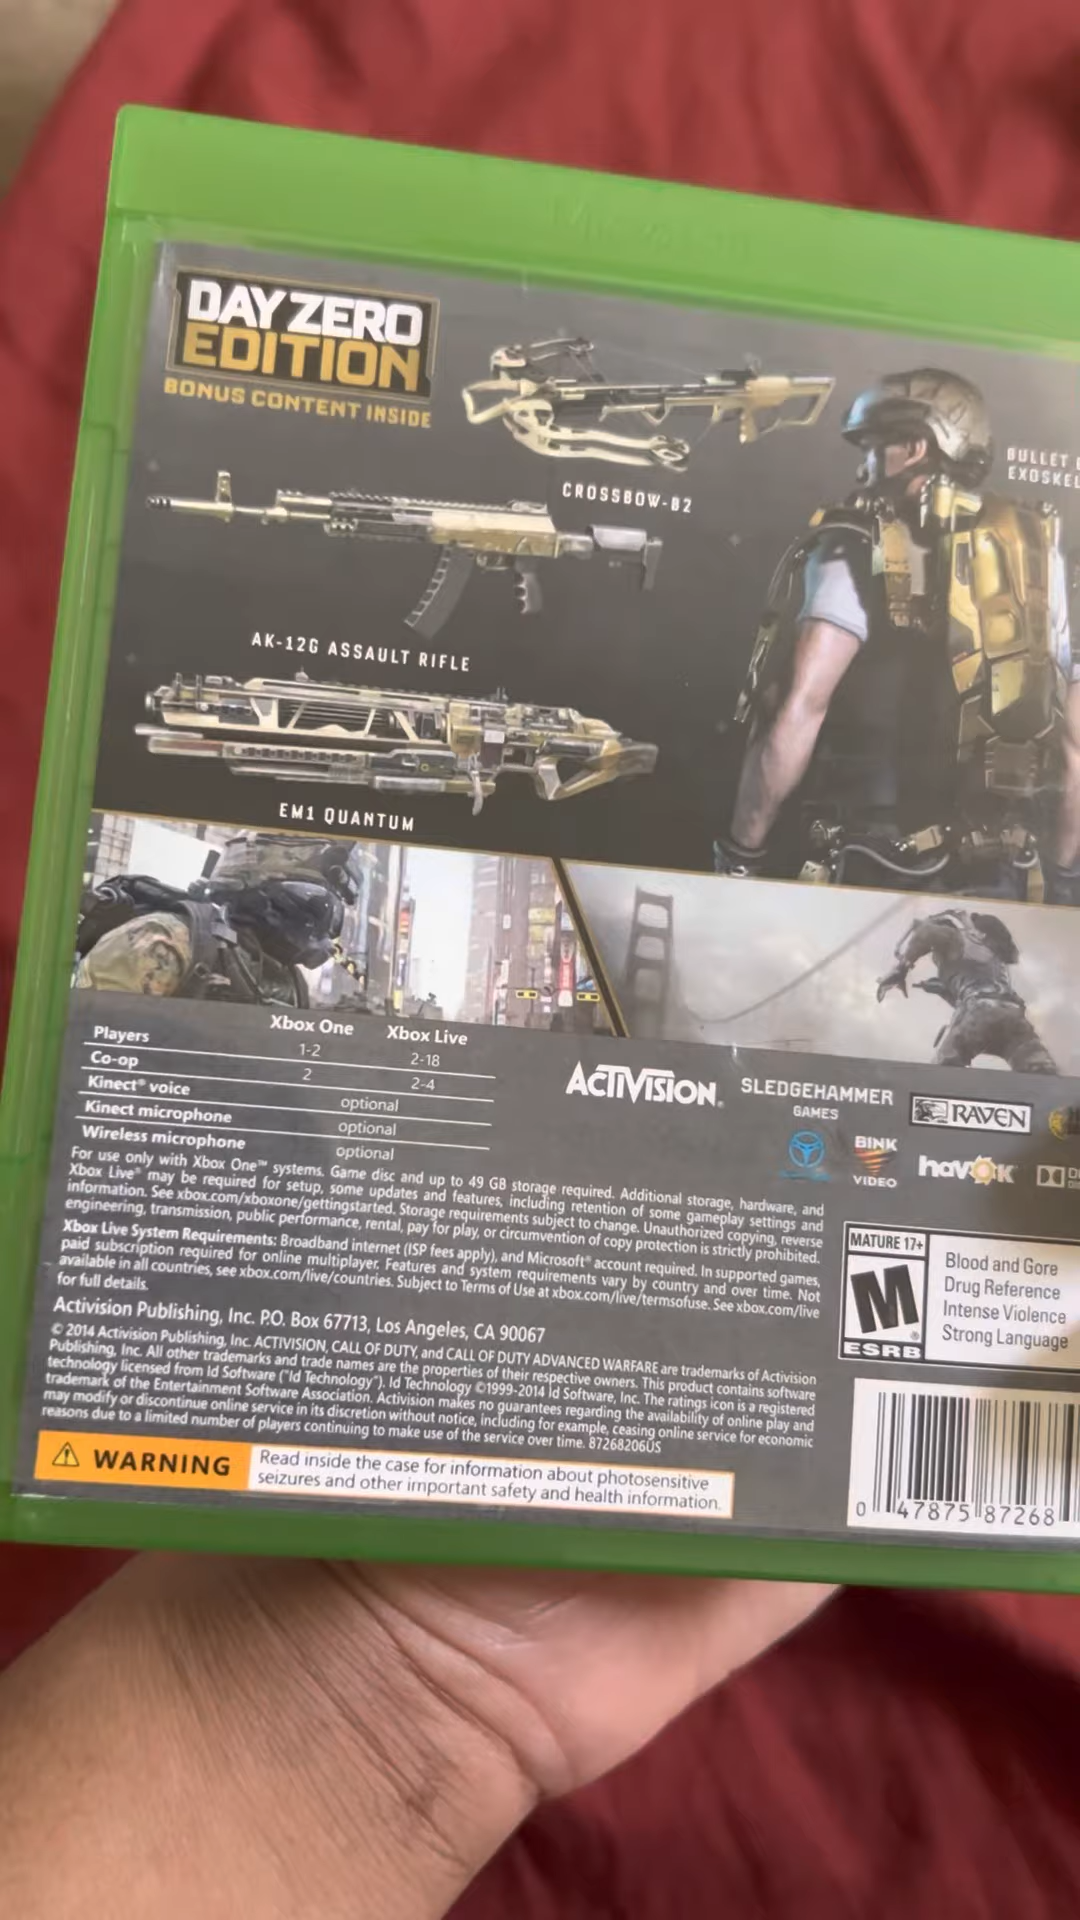 DAY ZERO
EDITION
BONUS CONTENT INSIDE
CROSSBOW-B2
BULLET
AK-12G ASSAULT RIFLE
EM1 QUANTUM
Xbox One Xbox Live
Players 1-2 2-18
Co-op 2 2-4
Kinect® voice optional
Kinect microphone optional
Wireless microphone optional
For use only with Xbox One™ systems. Game disc and up to 49 GB storage required. Additional storage, hardware, and
Xbox Live® may be required for setup, some updates and features, including retention of some gameplay settings and
information. See xbox.com/xboxone/gettingstarted. Storage requirements subject to change. Unauthorized copying, reverse
engineering, transmission, public performance, rental, pay for play, or circumvention of copy protection is strictly prohibited.
Xbox Live System Requirements: Broadband internet (ISP fees apply), and Microsoft® account required. In supported games,
paid subscription required for online multiplayer. Features and system requirements vary by country and over time. Not
available in all countries, see xbox.com/live/countries. Subject to Terms of Use at xbox.com/live/termsofuse. See xbox.com/live
for full details.
Activision Publishing, Inc. P.O. Box 67713, Los Angeles, CA 90067
© 2014 Activision Publishing, Inc. ACTIVISION, CALL OF DUTY, and CALL OF DUTY ADVANCED WARFARE are trademarks of Activision
Publishing, Inc. All other trademarks and trade names are the properties of their respective owners. This product contains software
technology licensed from Id Software ("Id Technology"). Id Technology ©1999-2014 Id Software, Inc. The ratings icon is a registered
trademark of the Entertainment Software Association. Activision makes no guarantees regarding the availability of online play and
may modify or discontinue online service in its discretion without notice, including for example, ceasing online service for economic
reasons due to a limited number of players continuing to make use of the service over time. 87268206US
WARNING
Read inside the case for information about photosensitive
seizures and other important safety and health information.
ACTIVISION.
SLEDGEHAMMER
GAMES
RAVEN
BINK
VIDEO
havok
MATURE 17+
M
ESRB
Blood and Gore
Drug Reference
Intense Violence
Strong Language
0 47875 87268